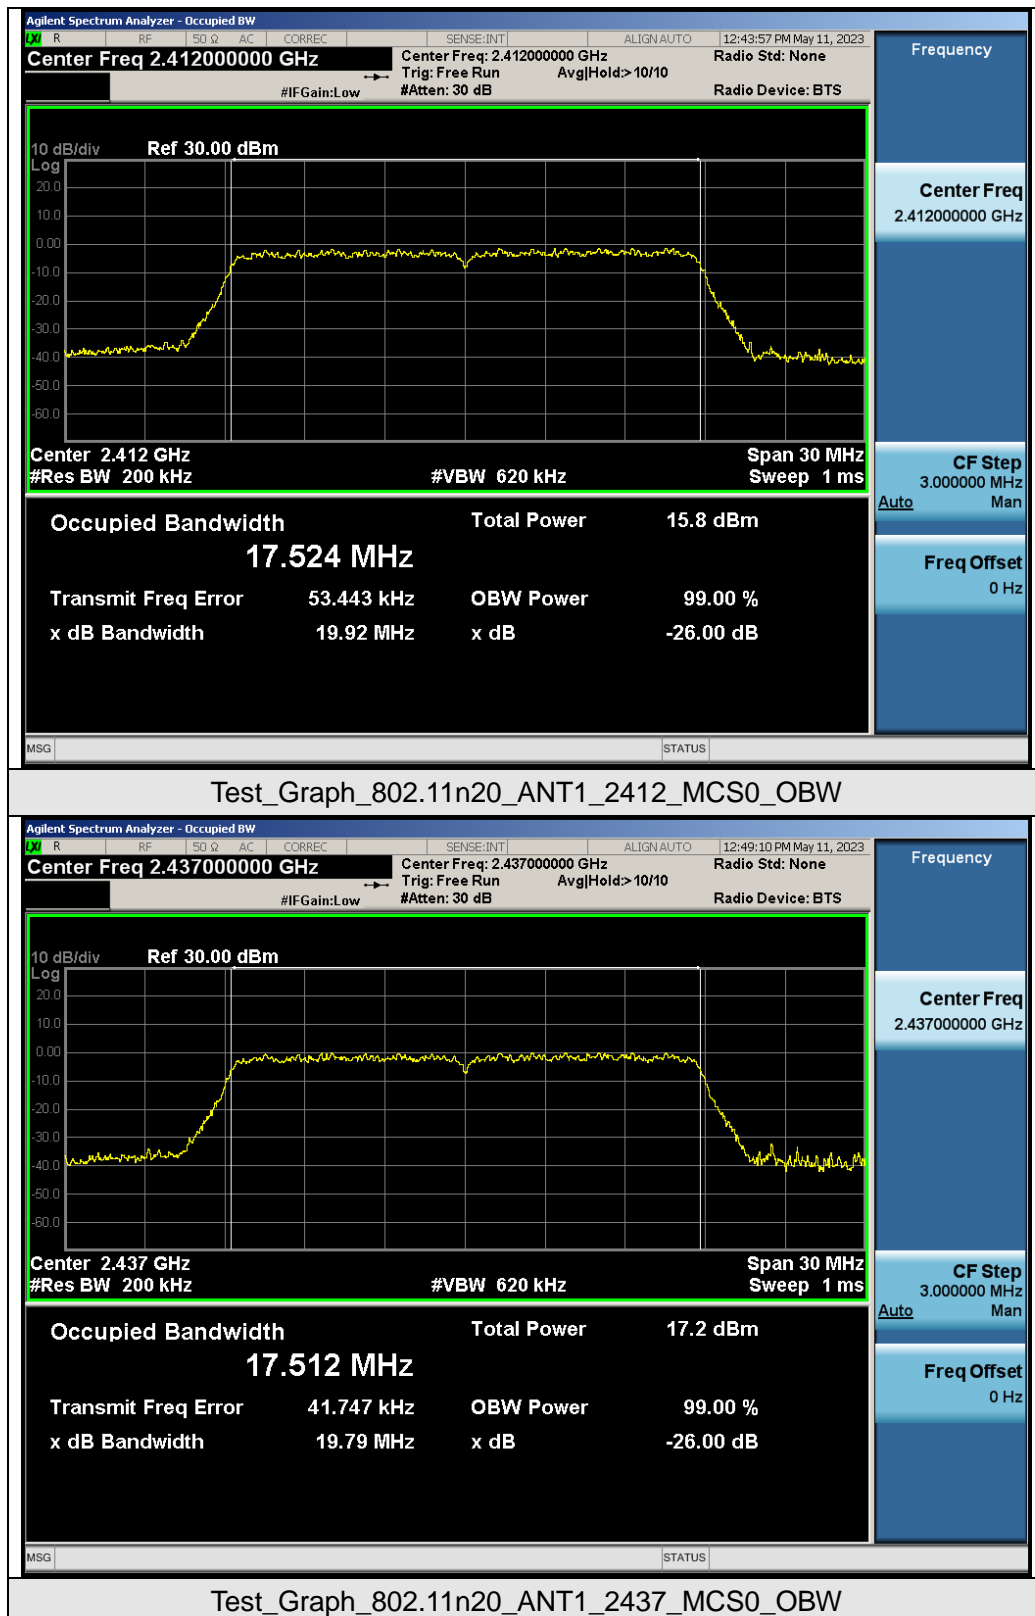 Agilent Spectrum Analyzer - Occupied BW
LXI R RF 50 Ω AC CORREC SENSE:INT ALIGN AUTO 12:43:57 PM May 11, 2023
Center Freq 2.412000000 GHz
Center Freq: 2.412000000 GHz
Radio Std: None
Trig: Free Run Avg|Hold:>10/10
#IFGain:Low
#Atten: 30 dB
Radio Device: BTS
Frequency
10 dB/div Ref 30.00 dBm
Log
20.0
10.0
0.00
-10.0
-20.0
-30.0
-40.0
-50.0
-60.0
Center 2.412 GHz Span 30 MHz
#Res BW 200 kHz #VBW 620 kHz Sweep 1 ms
Center Freq
2.412000000 GHz
CF Step
3.000000 MHz
Auto Man
Freq Offset
0 Hz
Occupied Bandwidth Total Power 15.8 dBm
17.524 MHz
Transmit Freq Error 53.443 kHz OBW Power 99.00 %
x dB Bandwidth 19.92 MHz x dB -26.00 dB
MSG STATUS
Test_Graph_802.11n20_ANT1_2412_MCS0_OBW
Agilent Spectrum Analyzer - Occupied BW
LXI R RF 50 Ω AC CORREC SENSE:INT ALIGN AUTO 12:49:10 PM May 11, 2023
Center Freq 2.437000000 GHz
Center Freq: 2.437000000 GHz
Radio Std: None
Trig: Free Run Avg|Hold:>10/10
#IFGain:Low
#Atten: 30 dB
Radio Device: BTS
Frequency
10 dB/div Ref 30.00 dBm
Log
20.0
10.0
0.00
-10.0
-20.0
-30.0
-40.0
-50.0
-60.0
Center 2.437 GHz Span 30 MHz
#Res BW 200 kHz #VBW 620 kHz Sweep 1 ms
Center Freq
2.437000000 GHz
CF Step
3.000000 MHz
Auto Man
Freq Offset
0 Hz
Occupied Bandwidth Total Power 17.2 dBm
17.512 MHz
Transmit Freq Error 41.747 kHz OBW Power 99.00 %
x dB Bandwidth 19.79 MHz x dB -26.00 dB
MSG STATUS
Test_Graph_802.11n20_ANT1_2437_MCS0_OBW